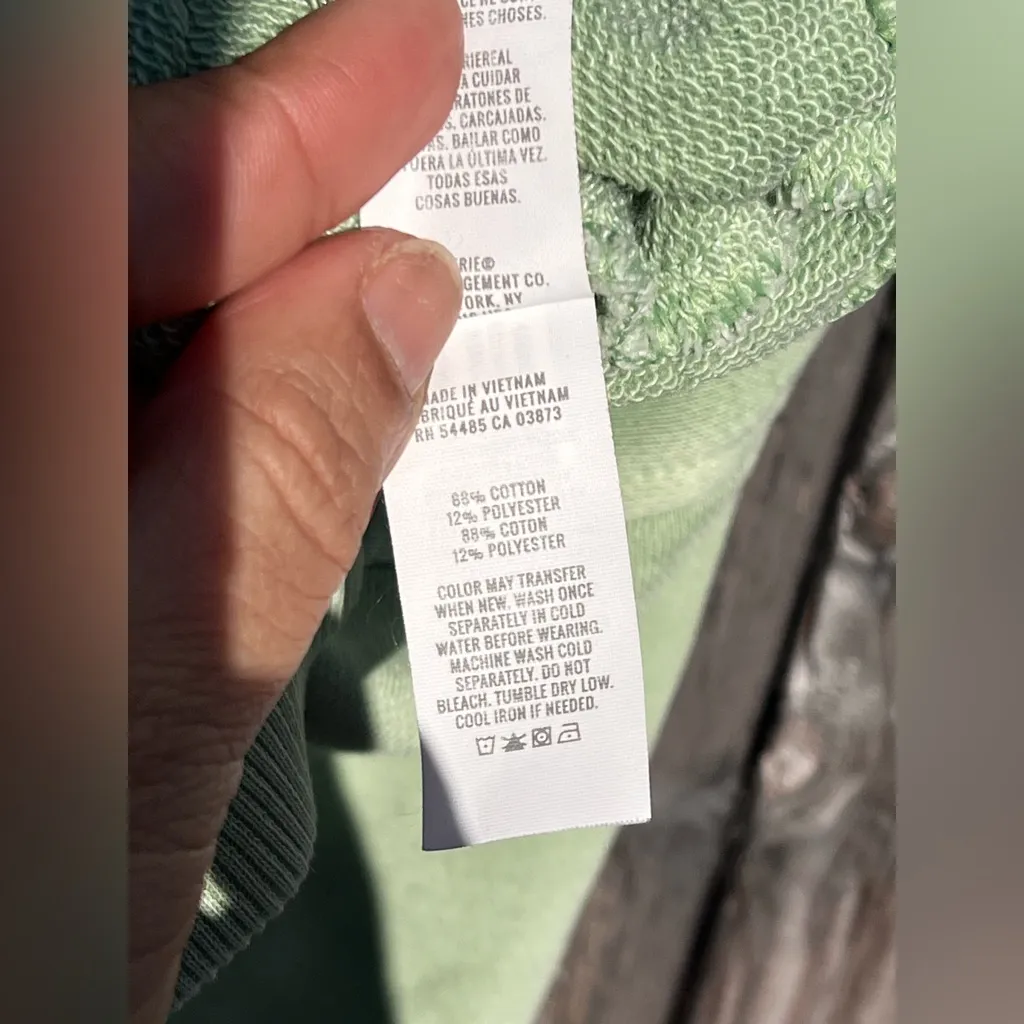 HES CHOSES.
RIEREAL
A CUIDAR
RATONES DE
S. CARCAJADAS.
AS. BAILAR COMO
UERA LA ÚLTIMA VEZ.
TODAS ESAS
COSAS BUENAS.
RIE®
GEMENT CO.
ORK, NY
ADE IN VIETNAM
BRIQUÉ AU VIETNAM
RN 54485 CA 03873
88% COTTON
12% POLYESTER
88% COTON
12% POLYESTER
COLOR MAY TRANSFER
WHEN NEW. WASH ONCE
SEPARATELY IN COLD
WATER BEFORE WEARING.
MACHINE WASH COLD
SEPARATELY. DO NOT
BLEACH. TUMBLE DRY LOW.
COOL IRON IF NEEDED.